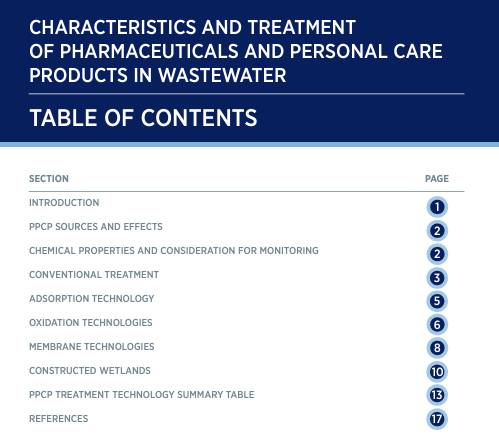 CHARACTERISTICS AND TREATMENT
OF PHARMACEUTICALS AND PERSONAL CARE
PRODUCTS IN WASTEWATER
TABLE OF CONTENTS
SECTION PAGE
INTRODUCTION 1
PPCP SOURCES AND EFFECTS 2
CHEMICAL PROPERTIES AND CONSIDERATION FOR MONITORING 2
CONVENTIONAL TREATMENT 3
ADSORPTION TECHNOLOGY 5
OXIDATION TECHNOLOGIES 6
MEMBRANE TECHNOLOGIES 8
CONSTRUCTED WETLANDS 10
PPCP TREATMENT TECHNOLOGY SUMMARY TABLE 13
REFERENCES 17